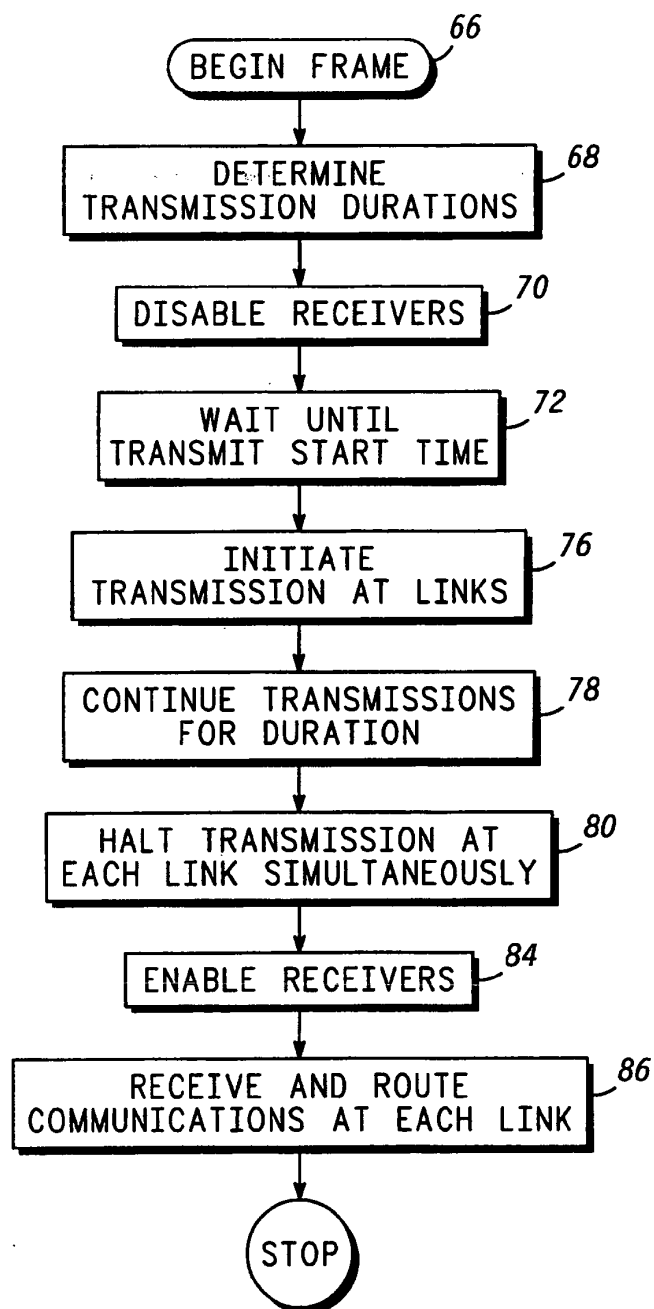 66
BEGIN FRAME
68
DETERMINE
TRANSMISSION DURATIONS
70
DISABLE RECEIVERS
72
WAIT UNTIL
TRANSMIT START TIME
76
INITIATE
TRANSMISSION AT LINKS
78
CONTINUE TRANSMISSIONS
FOR DURATION
80
HALT TRANSMISSION AT
EACH LINK SIMULTANEOUSLY
84
ENABLE RECEIVERS
86
RECEIVE AND ROUTE
COMMUNICATIONS AT EACH LINK
STOP